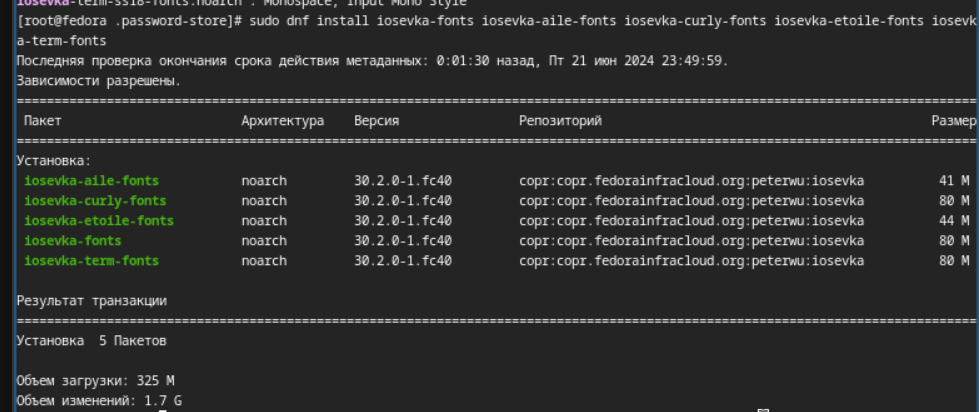 iosevka-term-ss18-fonts.noarch : Monospace, Input Mono Style
[root@fedora .password-store]# sudo dnf install iosevka-fonts iosevka-aile-fonts iosevka-curly-fonts iosevka-etoile-fonts iosevk
a-term-fonts
Последняя проверка окончания срока действия метаданных: 0:01:30 назад, Пт 21 июн 2024 23:49:59.
Зависимости разрешены.
Пакет Архитектура Версия Репозиторий Размер
Установка:
iosevka-aile-fonts noarch 30.2.0-1.fc40 copr:copr.fedorainfracloud.org:peterwu:iosevka 41 M
iosevka-curly-fonts noarch 30.2.0-1.fc40 copr:copr.fedorainfracloud.org:peterwu:iosevka 80 M
iosevka-etoile-fonts noarch 30.2.0-1.fc40 copr:copr.fedorainfracloud.org:peterwu:iosevka 44 M
iosevka-fonts noarch 30.2.0-1.fc40 copr:copr.fedorainfracloud.org:peterwu:iosevka 80 M
iosevka-term-fonts noarch 30.2.0-1.fc40 copr:copr.fedorainfracloud.org:peterwu:iosevka 80 M
Результат транзакции
Установка 5 Пакетов
Объем загрузки: 325 M
Объем изменений: 1.7 G